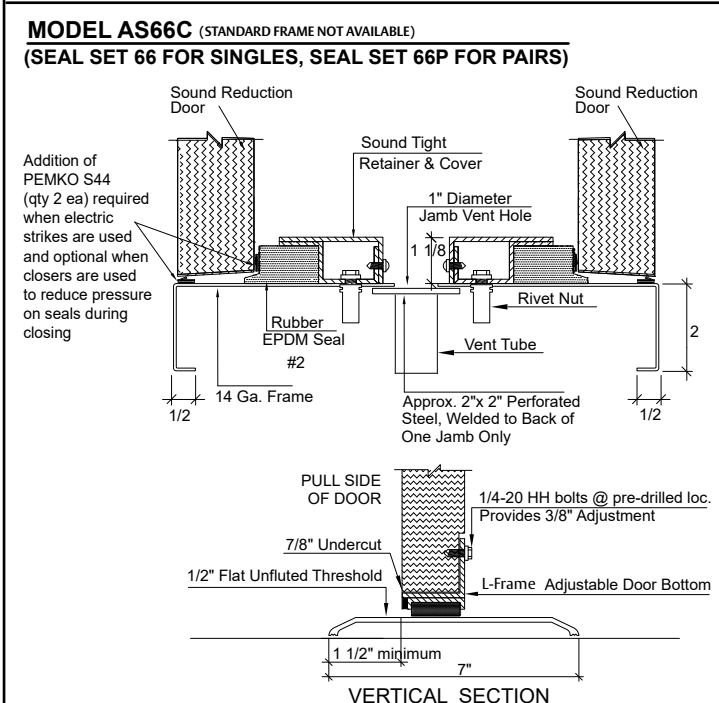 MODEL AS66C (STANDARD FRAME NOT AVAILABLE)
(SEAL SET 66 FOR SINGLES, SEAL SET 66P FOR PAIRS)
Sound Reduction
Door
Sound Reduction
Door
Sound Tight
Retainer & Cover
Addition of
PEMKO S44
(qty 2 ea) required
when electric
strikes are used
and optional when
closers are used
to reduce pressure
on seals during
closing
1" Diameter
Jamb Vent Hole
1 1/8
Rivet Nut
Rubber
EPDM Seal
#2
Vent Tube
2
14 Ga. Frame
1/2
Approx. 2"x 2" Perforated
Steel, Welded to Back of
One Jamb Only
1/2
PULL SIDE
OF DOOR
1/4-20 HH bolts @ pre-drilled loc.
Provides 3/8" Adjustment
7/8" Undercut
1/2" Flat Unfluted Threshold
L-Frame Adjustable Door Bottom
1 1/2" minimum
7"
VERTICAL SECTION